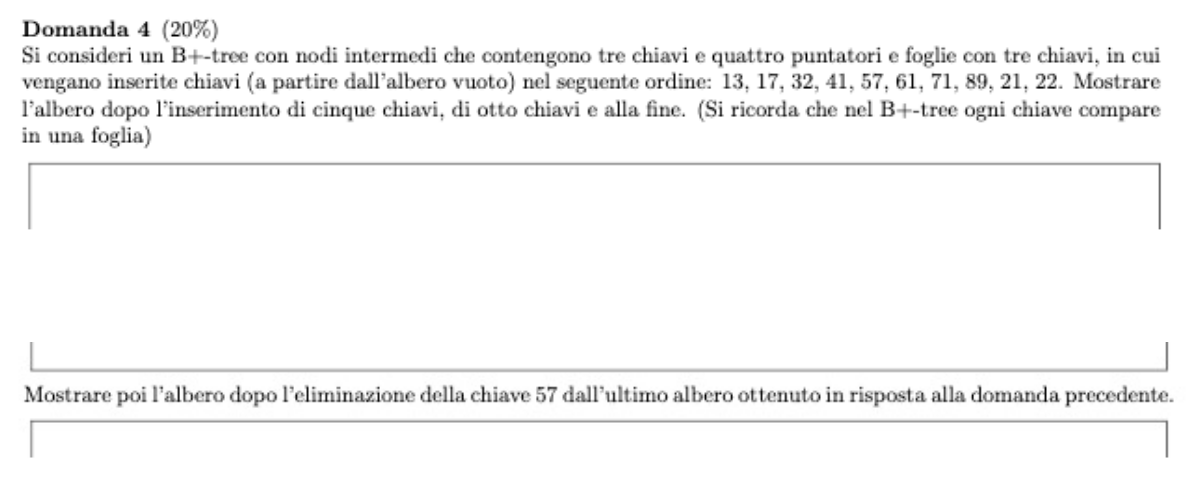 Domanda 4 (20%)
Si consideri un B+-tree con nodi intermedi che contengono tre chiavi e quattro puntatori e foglie con tre chiavi, in cui
vengano inserite chiavi (a partire dall'albero vuoto) nel seguente ordine: 13, 17, 32, 41, 57, 61, 71, 89, 21, 22. Mostrare
l'albero dopo l'inserimento di cinque chiavi, di otto chiavi e alla fine. (Si ricorda che nel B+-tree ogni chiave compare
in una foglia)
Mostrare poi l'albero dopo l'eliminazione della chiave 57 dall'ultimo albero ottenuto in risposta alla domanda precedente.